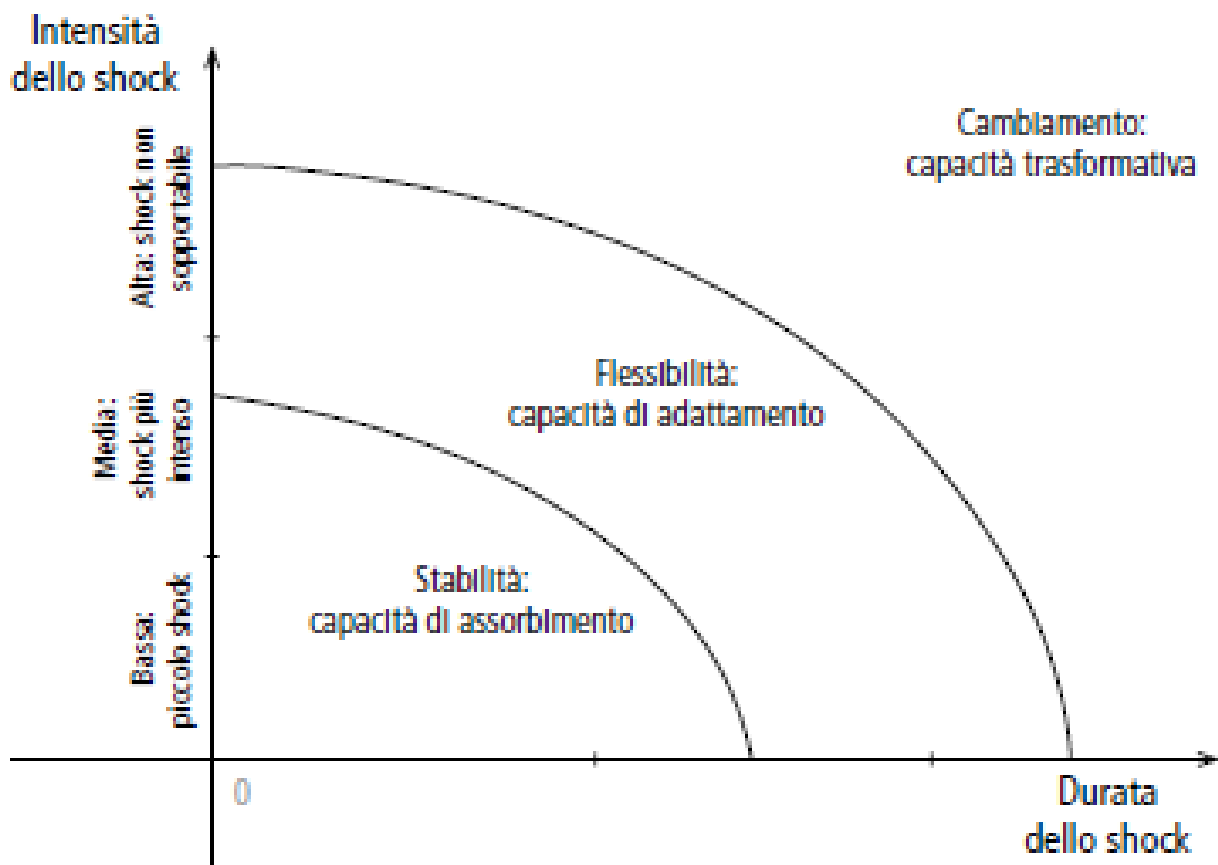 Intensità
dello shock
Cambiamento:
capacità trasformativa
Alta: shock non
sopportabile
Flessibilità:
capacità di adattamento
Media:
shock più
intenso
Stabilità:
capacità di assorbimento
Bassa:
piccolo shock
0
Durata
dello shock